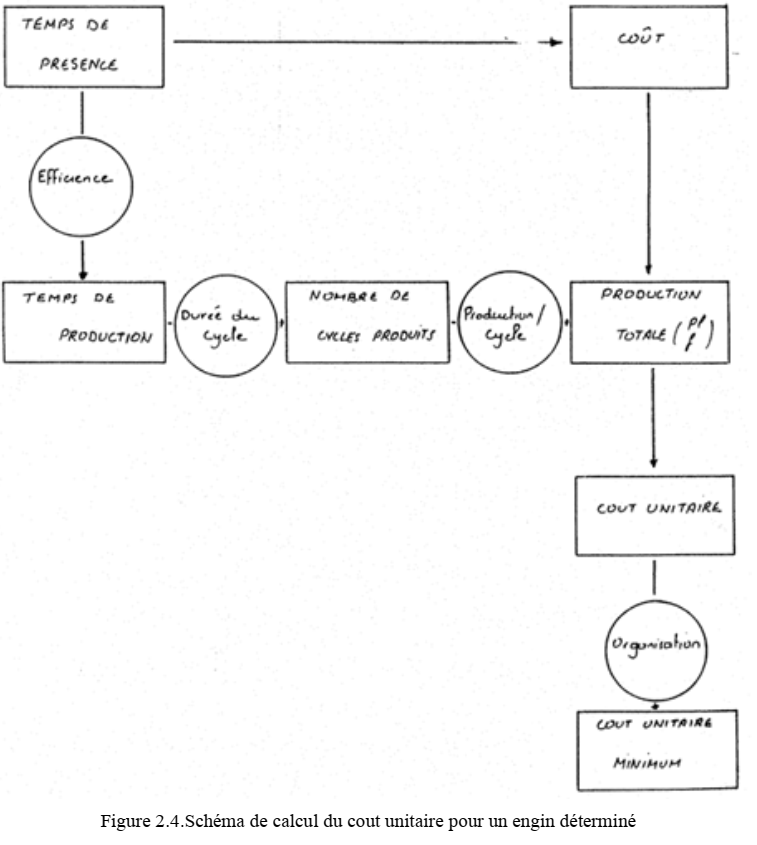 TEMPS DE
PRESENCE
COÛT
Efficience
TEMPS DE
PRODUCTION
Durée du
Cycle
NOMBRE DE
CYCLES PRODUITS
Production/
Cycle
PRODUCTION
TOTALE
COUT UNITAIRE
Organisation
COUT UNITAIRE
MINIMUM
Figure 2.4.Schéma de calcul du cout unitaire pour un engin déterminé